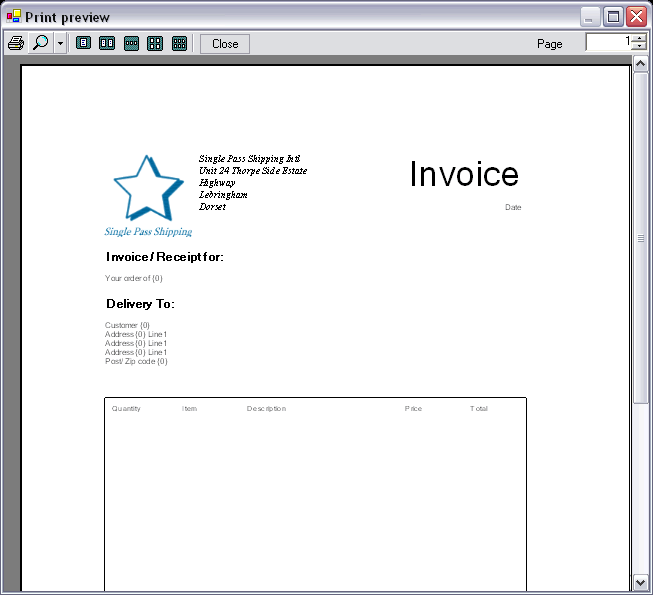 Print preview
Close
Page
1
Single Pass Shipping Intl
Unit 24 Thorpe Side Estate
Highway
Lebringham
Dorset
Invoice
Date
Single Pass Shipping
Invoice / Receipt for:
Your order of {0}
Delivery To:
Customer {0}
Address {0} Line1
Address {0} Line1
Address {0} Line1
Post/ Zip code {0}
Quantity Item Description Price Total